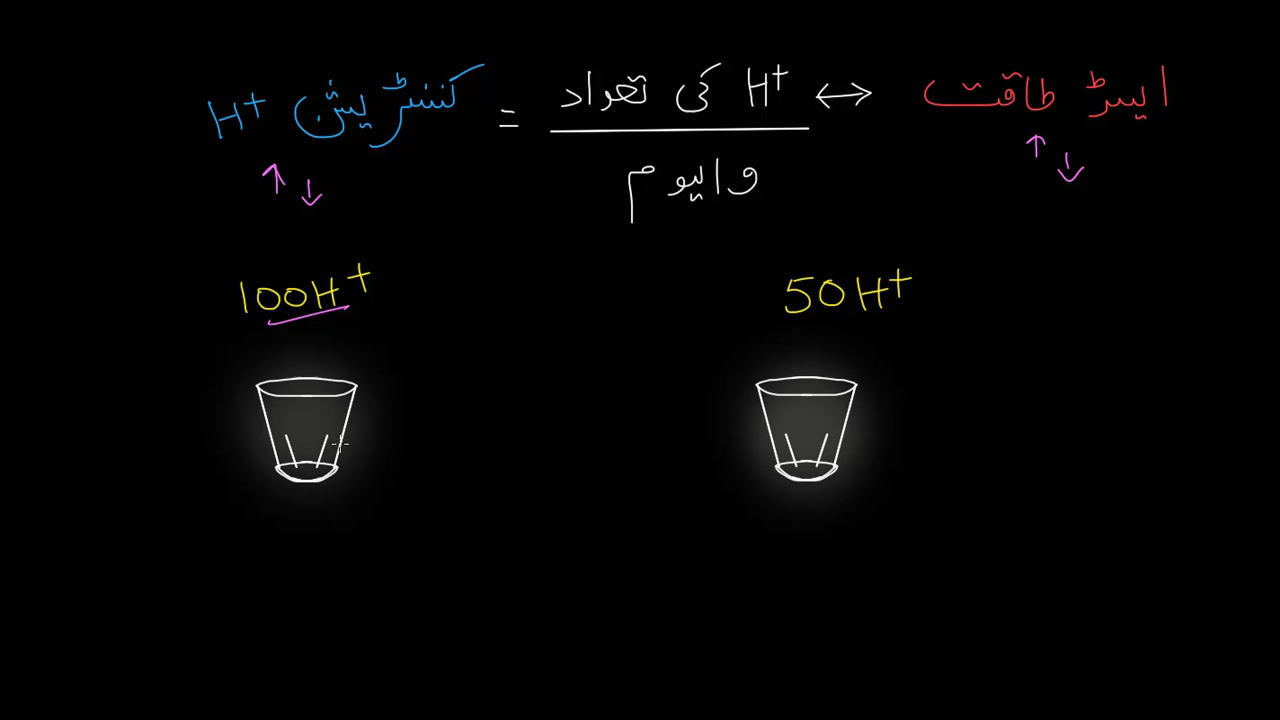 ایسڈ طاقت ↔ H⁺ کی تعداد / والیوم = H⁺ کنسنٹریشن
100H⁺
50H⁺